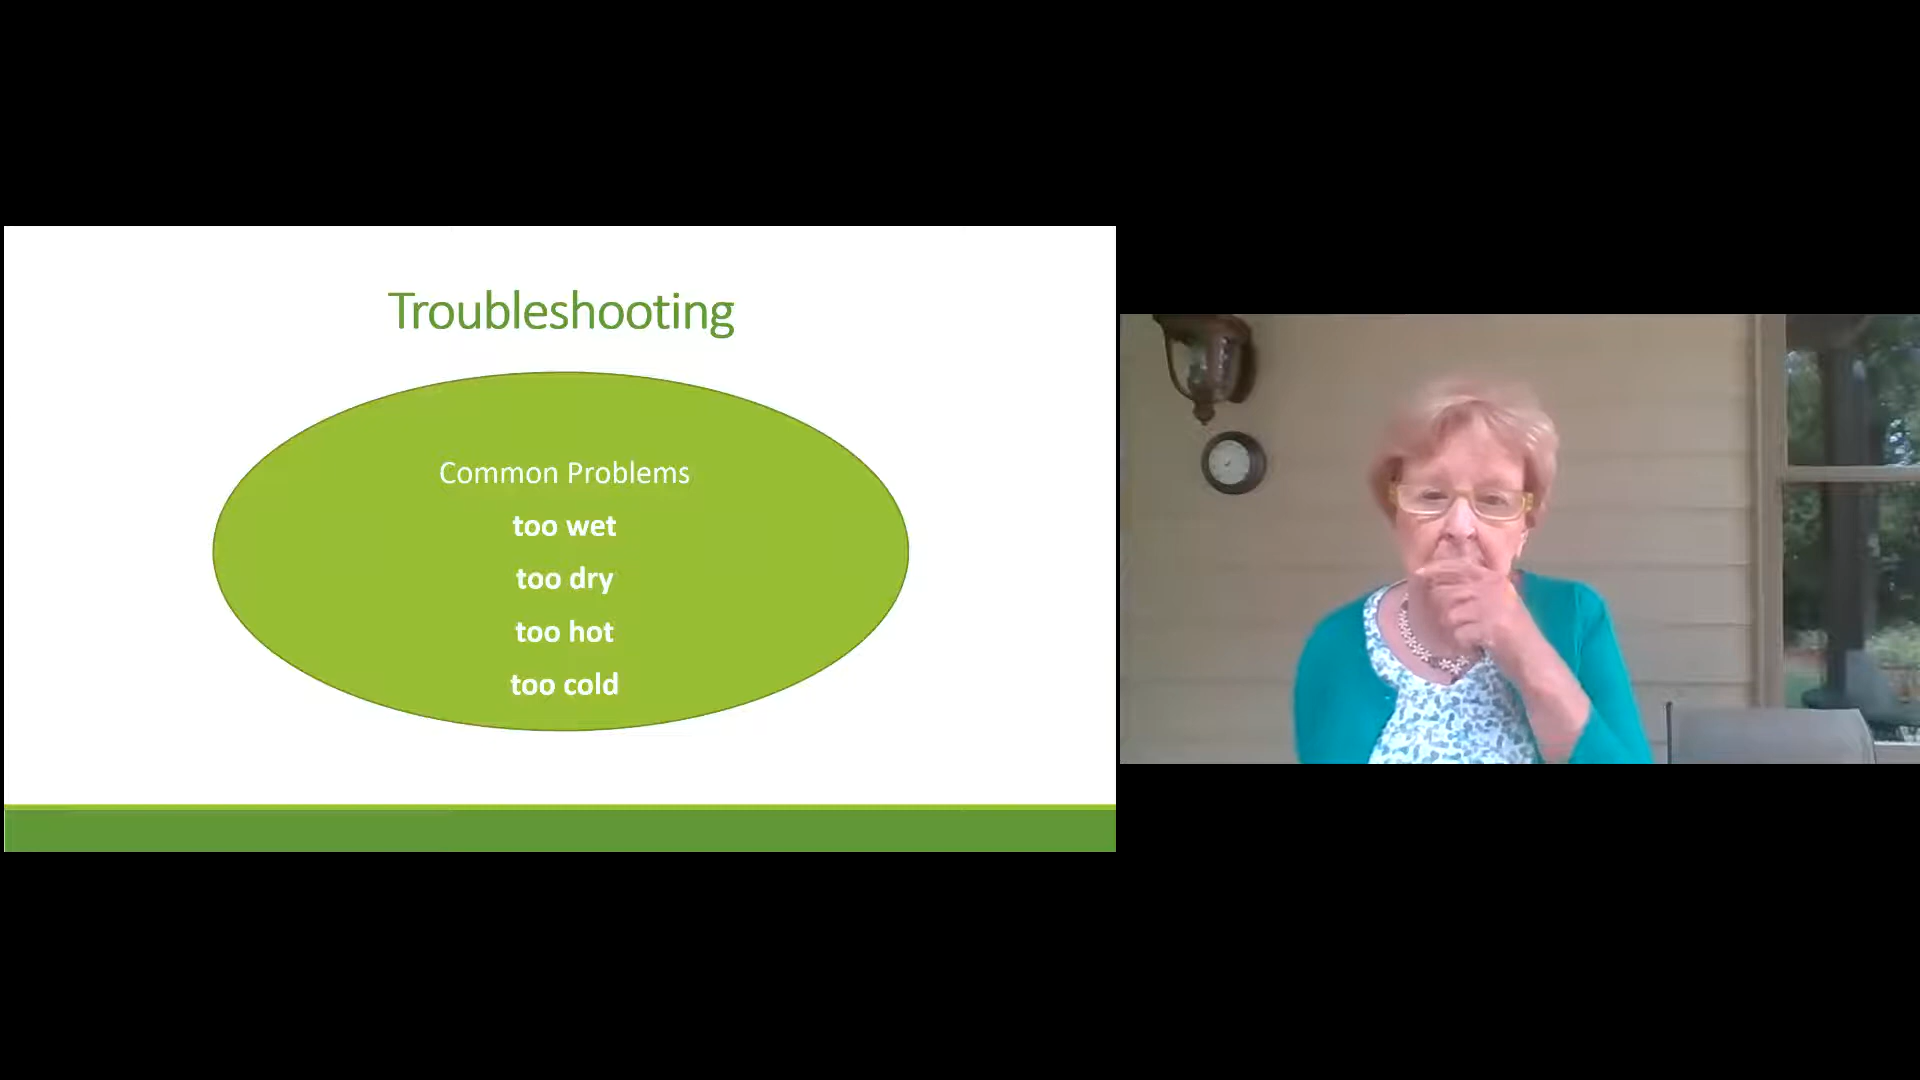 Troubleshooting
Common Problems
too wet
too dry
too hot
too cold